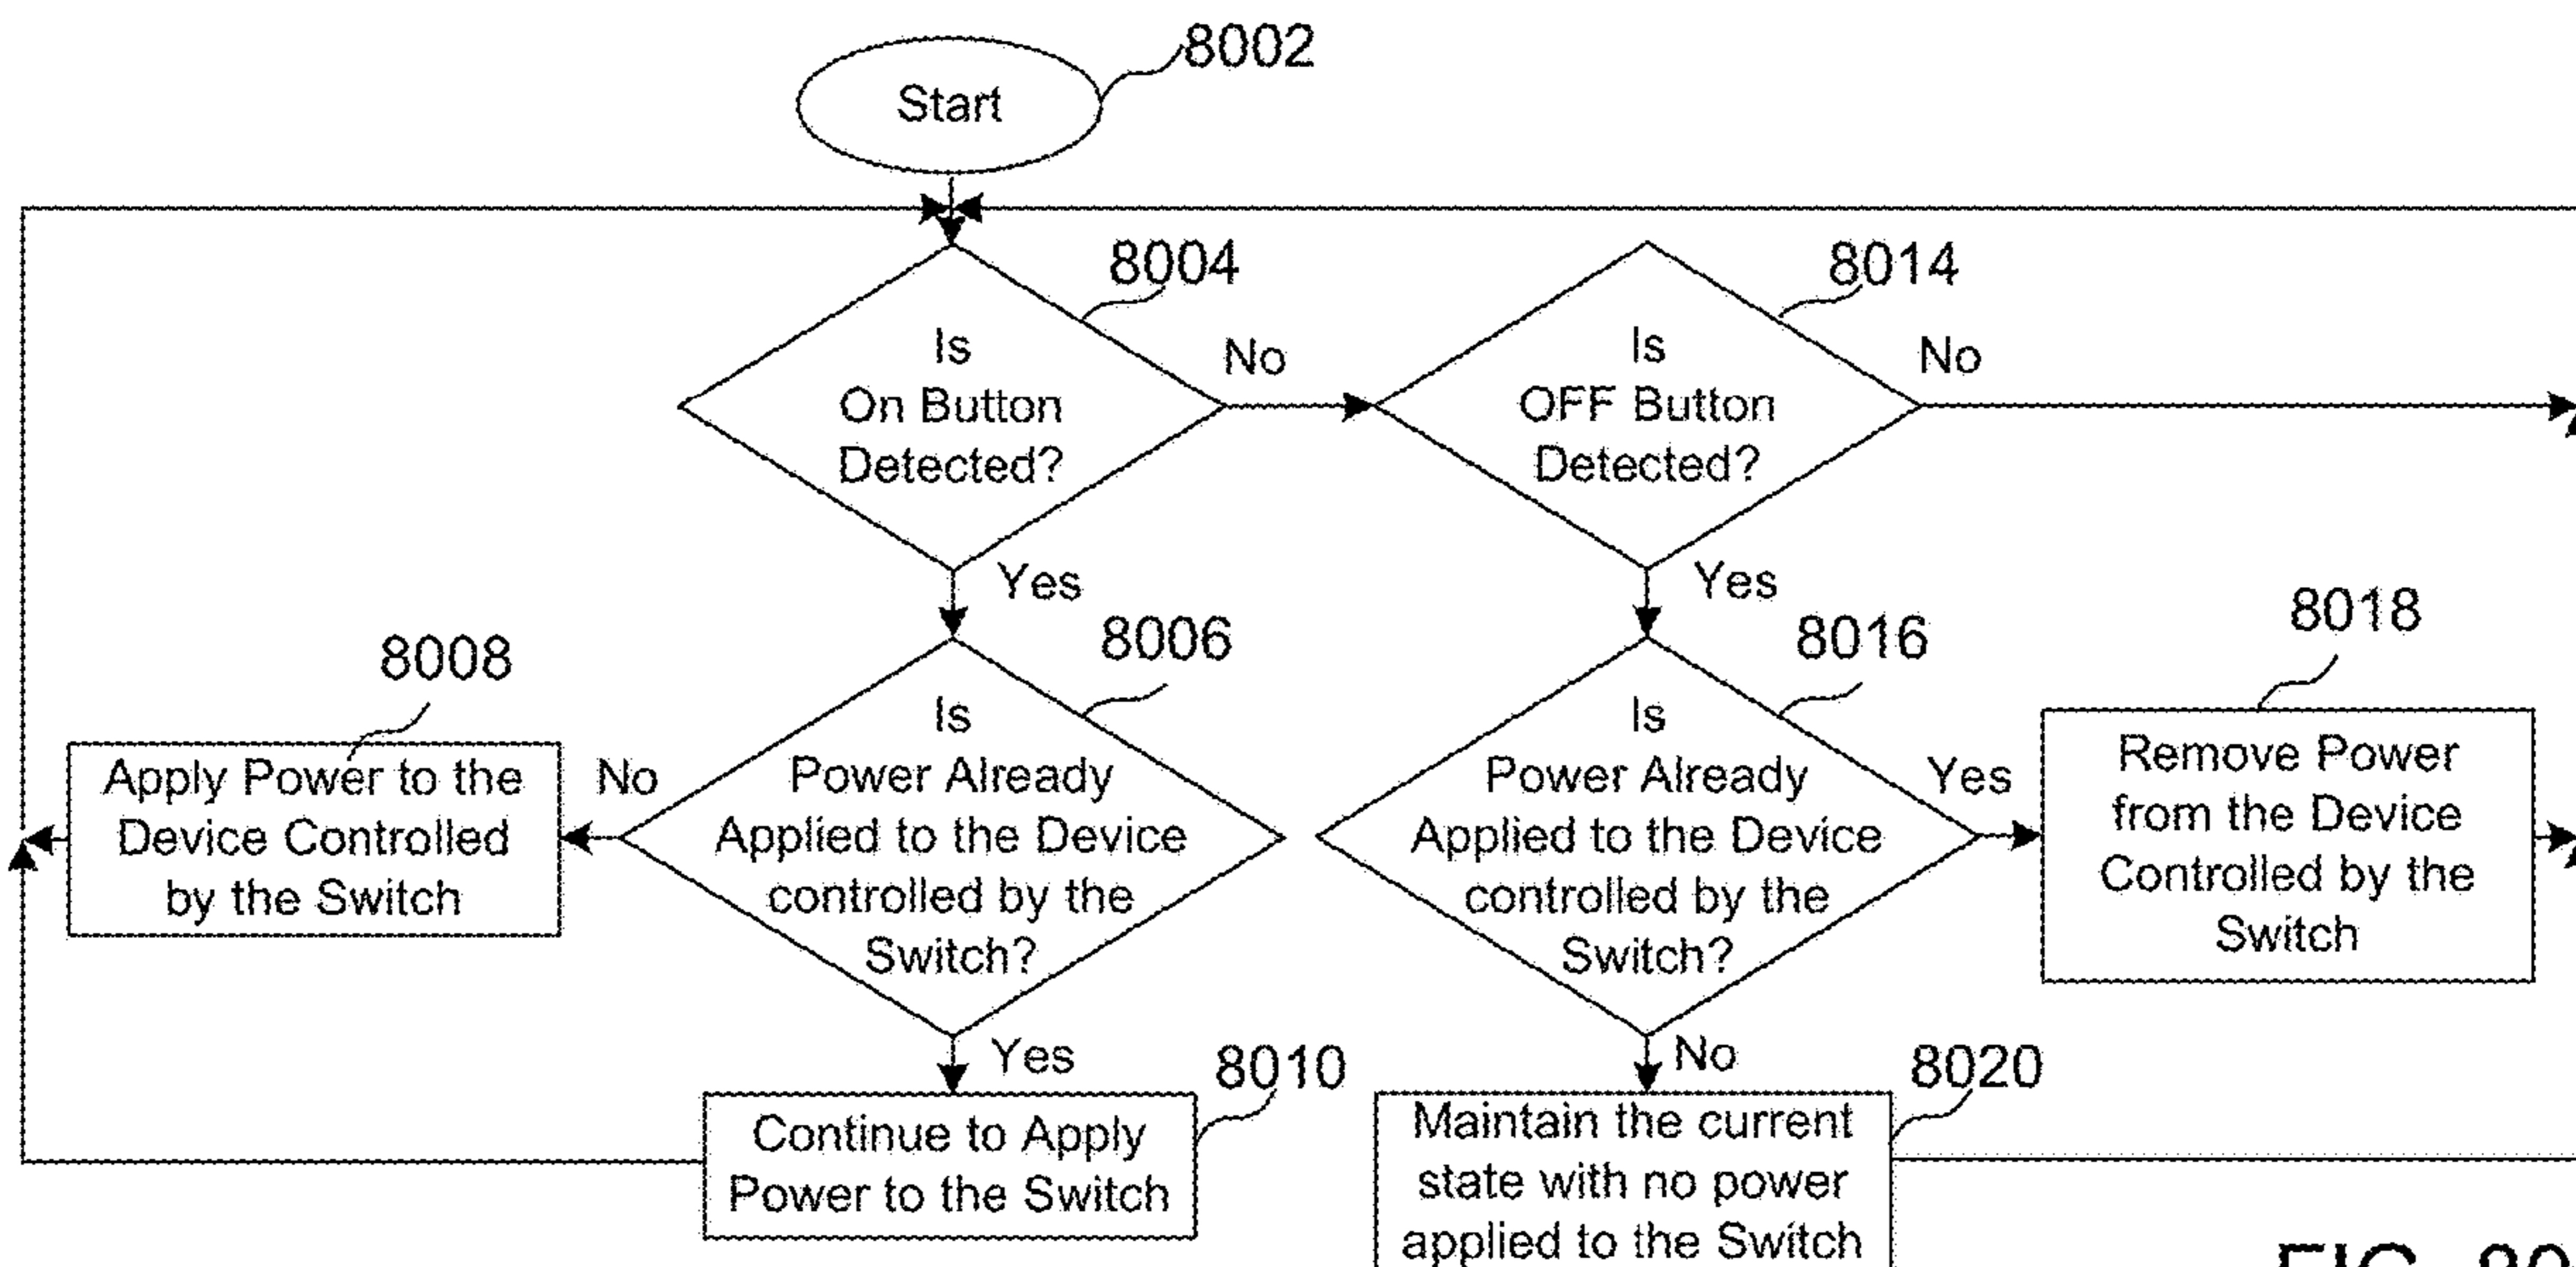 8002
Start
8004
Is
On Button
Detected?
No
8014
Is
OFF Button
Detected?
No
Yes
Yes
8008
Apply Power to the
Device Controlled
by the Switch
No
8006
Is
Power Already
Applied to the Device
controlled by the
Switch?
8016
Is
Power Already
Applied to the Device
controlled by the
Switch?
Yes
8018
Remove Power
from the Device
Controlled by the
Switch
Yes
8010
Continue to Apply
Power to the Switch
No
8020
Maintain the current
state with no power
applied to the Switch
FIG. 80